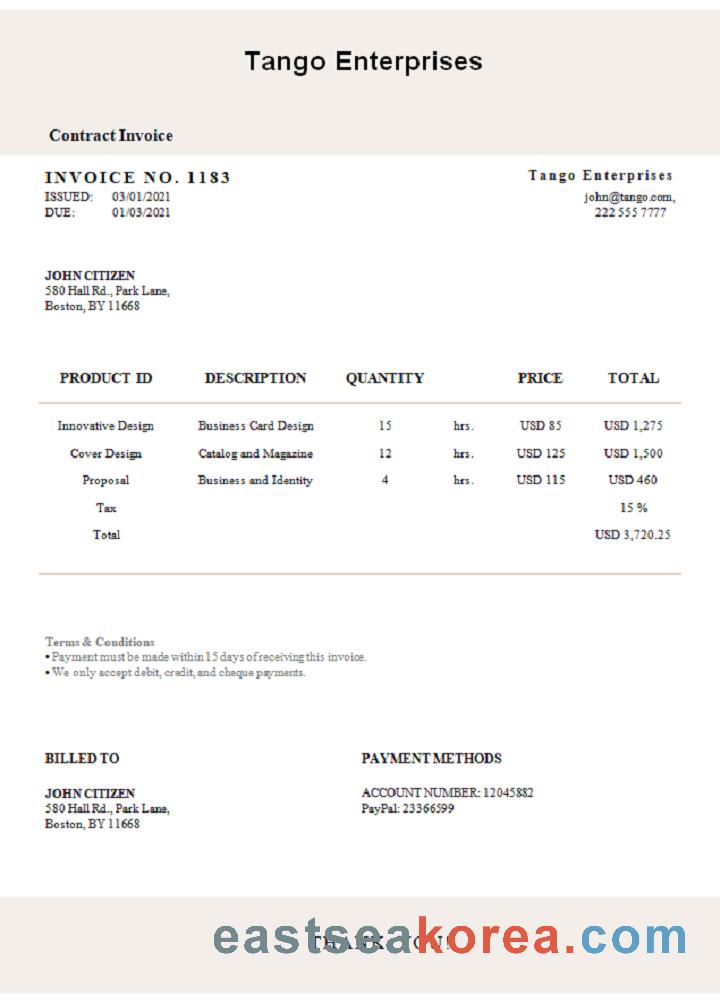 Tango Enterprises
Contract Invoice
INVOICE NO. 1183
Tango Enterprises
ISSUED: 03/01/2021
john@tango.com,
DUE: 01/03/2021
222 555 7777
JOHN CITIZEN
580 Hall Rd., Park Lane,
Boston, BY 11668
PRODUCT ID DESCRIPTION QUANTITY PRICE TOTAL
Innovative Design Business Card Design 15 hrs. USD 85 USD 1,275
Cover Design Catalog and Magazine 12 hrs. USD 125 USD 1,500
Proposal Business and Identity 4 hrs. USD 115 USD 460
Tax 15 %
Total USD 3,720.25
Terms & Conditions
• Payment must be made within 15 days of receiving this invoice.
• We only accept debit, credit, and cheque payments.
BILLED TO
PAYMENT METHODS
JOHN CITIZEN
ACCOUNT NUMBER: 12045882
580 Hall Rd., Park Lane,
PayPal: 23366599
Boston, BY 11668
THANK YOU!
eastseakorea.com